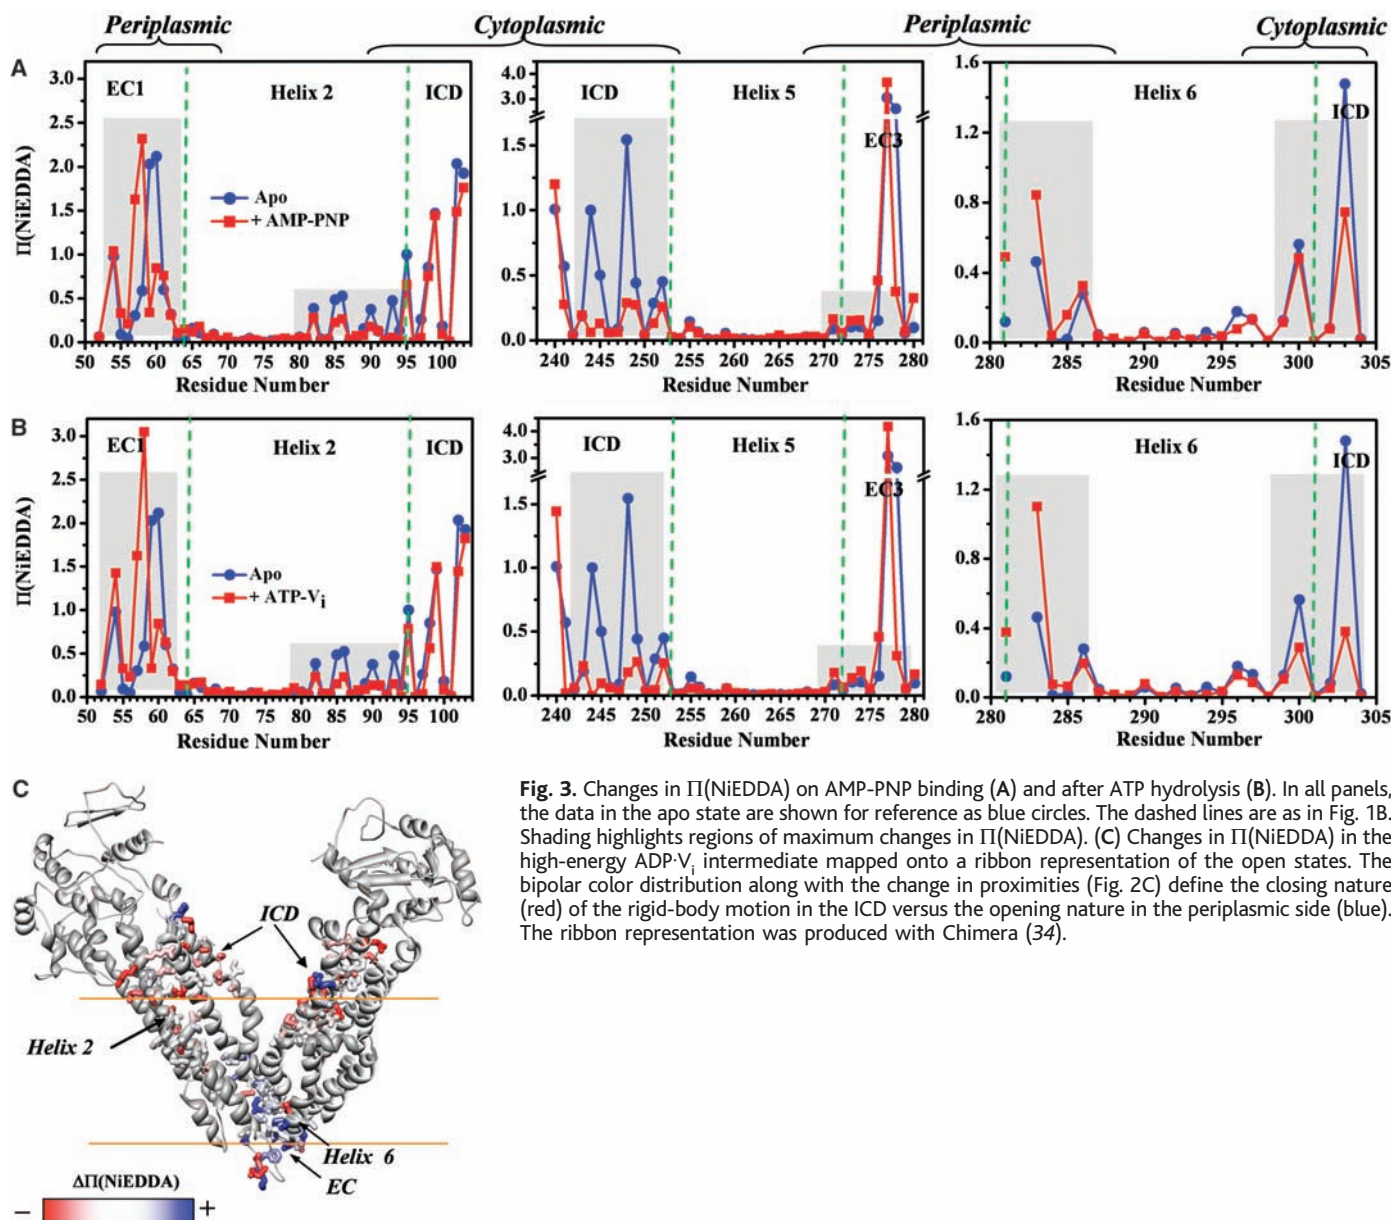 Periplasmic Cytoplasmic Periplasmic Cytoplasmic
A
EC1 Helix 2 ICD
3.0
2.5
2.0
1.5
1.0
0.5
0.0
Π(NiEDDA)
Apo
+ AMP-PNP
50 55 60 65 70 75 80 85 90 95 100
Residue Number
ICD Helix 5
EC3
4.0
3.0
1.5
1.0
0.5
0.0
240 245 250 255 260 265 270 275 280
Residue Number
Helix 6
ICD
1.6
1.2
0.8
0.4
0.0
280 285 290 295 300 305
Residue Number
B
EC1 Helix 2 ICD
3.0
2.5
2.0
1.5
1.0
0.5
0.0
Π(NiEDDA)
Apo
+ ATP-Vi
50 55 60 65 70 75 80 85 90 95 100
Residue Number
ICD Helix 5
EC3
4.0
3.0
1.5
1.0
0.5
0.0
240 245 250 255 260 265 270 275 280
Residue Number
Helix 6
ICD
1.6
1.2
0.8
0.4
0.0
280 285 290 295 300 305
Residue Number
C
ICD
Helix 2
Helix 6
EC
ΔΠ(NiEDDA)
− +
Fig. 3. Changes in Π(NiEDDA) on AMP-PNP binding (A) and after ATP hydrolysis (B). In all panels,
the data in the apo state are shown for reference as blue circles. The dashed lines are as in Fig. 1B.
Shading highlights regions of maximum changes in Π(NiEDDA). (C) Changes in Π(NiEDDA) in the
high-energy ADP·Vi intermediate mapped onto a ribbon representation of the open states. The
bipolar color distribution along with the change in proximities (Fig. 2C) define the closing nature
(red) of the rigid-body motion in the ICD versus the opening nature in the periplasmic side (blue).
The ribbon representation was produced with Chimera (34).